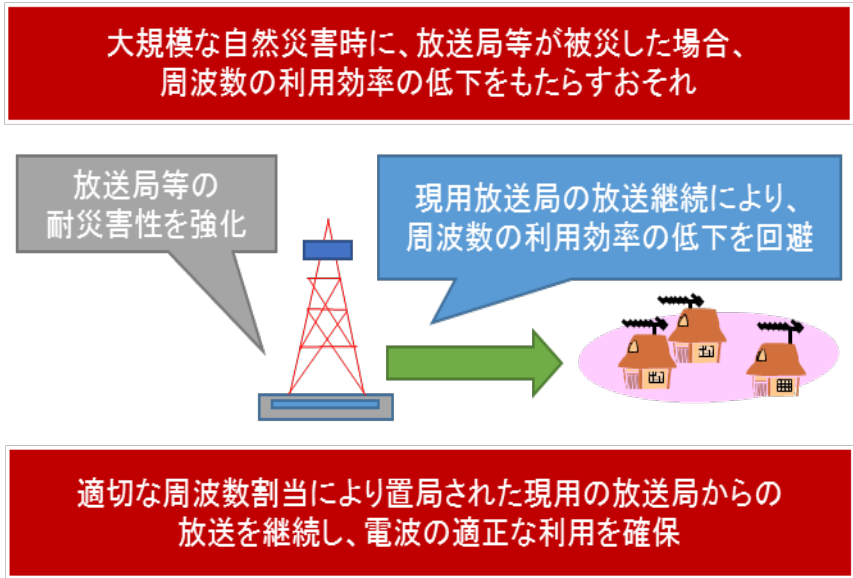 大規模な自然災害時に、放送局等が被災した場合、
周波数の利用効率の低下をもたらすおそれ
放送局等の
耐災害性を強化
現用放送局の放送継続により、
周波数の利用効率の低下を回避
適切な周波数割当により置局された現用の放送局からの
放送を継続し、電波の適正な利用を確保